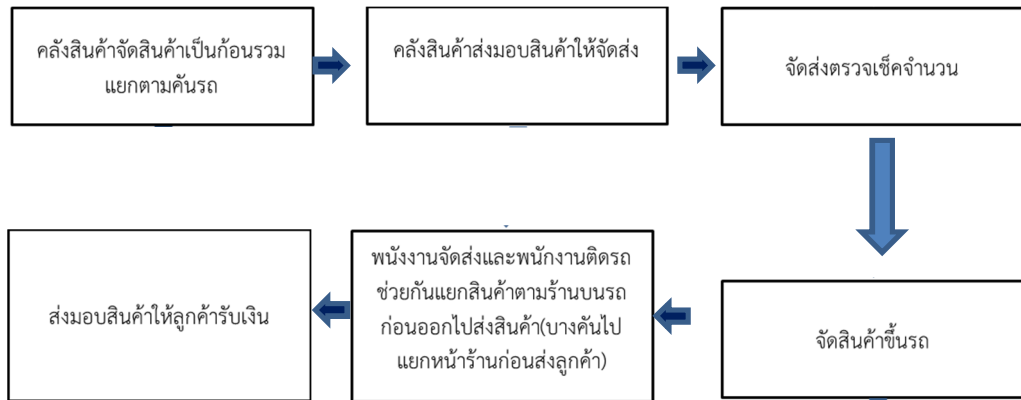 คลังสินค้าจัดสินค้าเป็นก้อนรวม
แยกตามคันรถ
คลังสินค้าส่งมอบสินค้าให้จัดส่ง
จัดส่งตรวจเช็คจำนวน
จัดสินค้าขึ้นรถ
พนังงานจัดส่งและพนักงานติดรถ
ช่วยกันแยกสินค้าตามร้านบนรถ
ก่อนออกไปส่งสินค้า(บางคันไป
แยกหน้าร้านก่อนส่งลูกค้า)
ส่งมอบสินค้าให้ลูกค้ารับเงิน